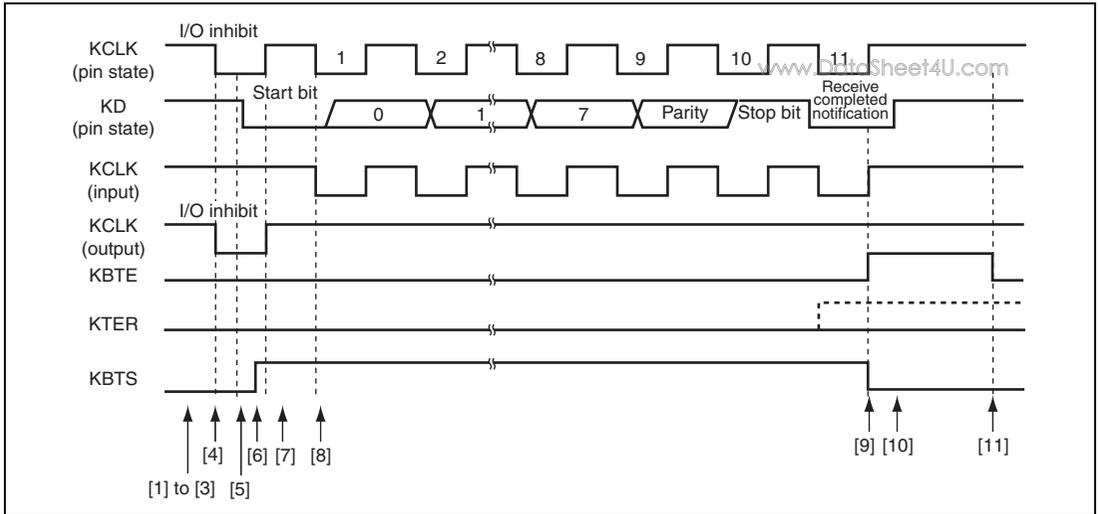 I/O inhibit
KCLK
(pin state)
1
2
8
9
10
11
www.DataSheet4U.com
KD
(pin state)
Start bit
0
1
7
Parity
Stop bit
Receive
completed
notification
KCLK
(input)
I/O inhibit
KCLK
(output)
KBTE
KTER
KBTS
[4]
[6] [7]
[8]
[9] [10]
[11]
[1] to [3]
[5]